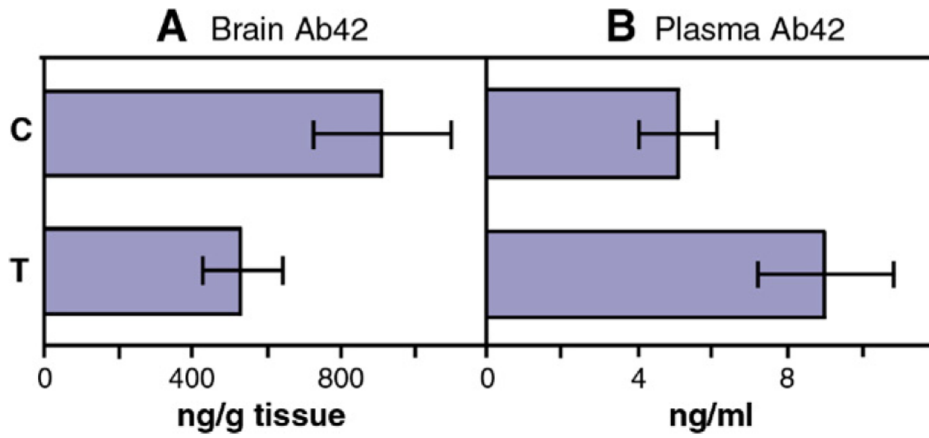 A Brain Ab42
B Plasma Ab42
C
T
0 400 800
0 4 8
ng/g tissue
ng/ml